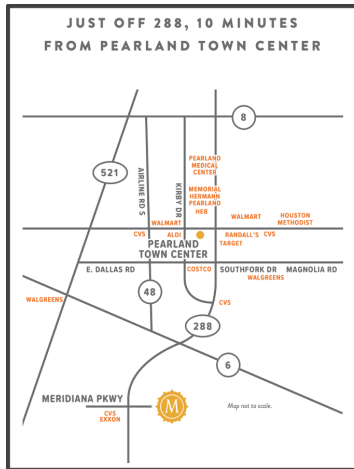 JUST OFF 288, 10 MINUTES
FROM PEARLAND TOWN CENTER
8
521
AIRLINE RD S
KIRBY DR
PEARLAND
MEDICAL
CENTER
MEMORIAL
HERMANN
PEARLAND
HEB
WALMART
WALMART
HOUSTON
METHODIST
CVS
ALDI
RANDALL'S
CVS
TARGET
PEARLAND
TOWN CENTER
E. DALLAS RD
COSTCO
SOUTHFORK DR
MAGNOLIA RD
WALGREENS
48
WALGREENS
CVS
288
6
MERIDIANA PKWY
M
Map not to scale.
CVS
EXXON